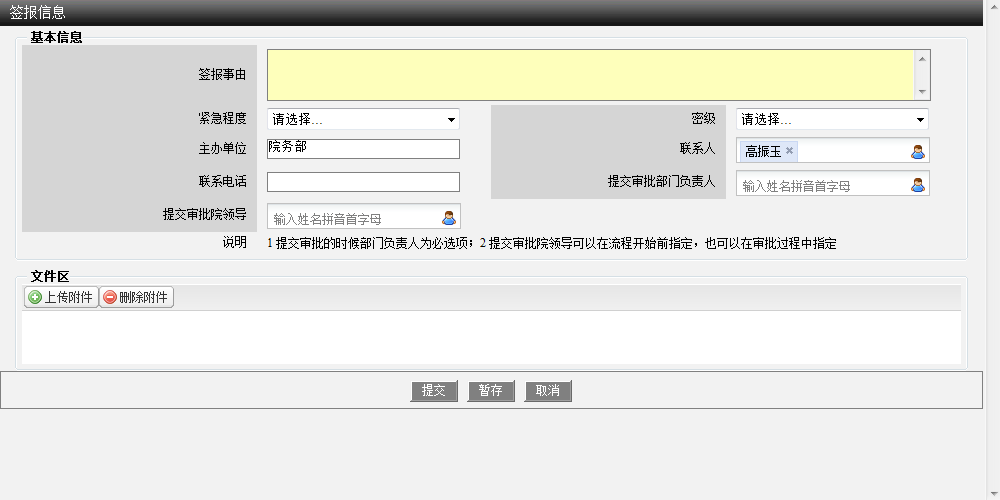 签报信息
基本信息
签报事由
紧急程度 请选择... 密级 请选择...
主办单位 院务部 联系人 高振玉
联系电话 提交审批部门负责人 输入姓名拼音首字母
提交审批院领导 输入姓名拼音首字母
说明 1 提交审批的时候部门负责人为必选项；2 提交审批院领导可以在流程开始前指定，也可以在审批过程中指定
文件区
上传附件 删除附件
提交 暂存 取消